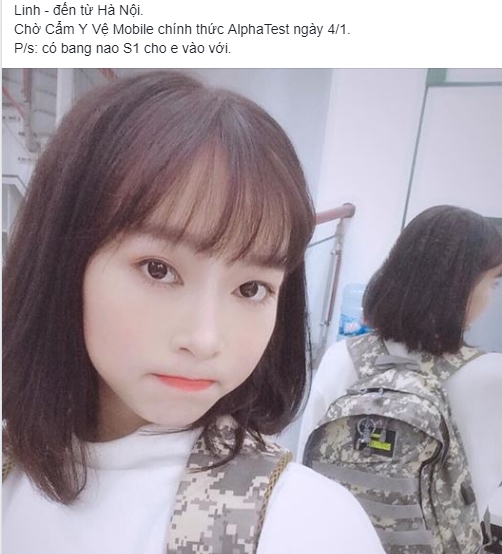 Linh - đến từ Hà Nội.
Chờ Cẩm Y Vệ Mobile chính thức AlphaTest ngày 4/1.
P/s: có bang nao S1 cho e vào với.